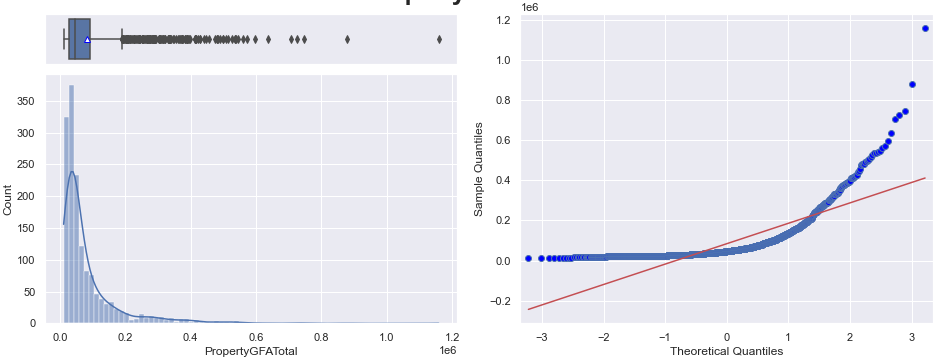 350
300
250
200
150
100
50
0
Count
0.0 0.2 0.4 0.6 0.8 1.0 1.2
1e6
PropertyGFATotal
1e6
1.2
1.0
0.8
0.6
0.4
0.2
0.0
−0.2
Sample Quantiles
−3 −2 −1 0 1 2 3
Theoretical Quantiles